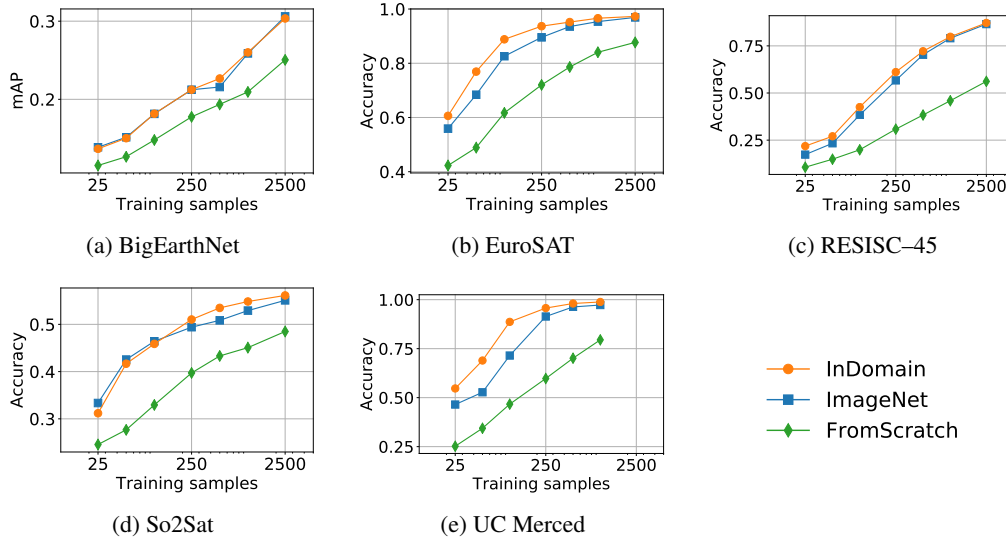 0.3
0.2
mAP
25
250
2500
Training samples
(a) BigEarthNet
1.0
0.8
0.6
0.4
Accuracy
25
250
2500
Training samples
(b) EuroSAT
0.75
0.50
0.25
Accuracy
25
250
2500
Training samples
(c) RESISC–45
0.5
0.4
0.3
Accuracy
25
250
2500
Training samples
(d) So2Sat
1.00
0.75
0.50
0.25
Accuracy
25
250
2500
Training samples
(e) UC Merced
InDomain
ImageNet
FromScratch